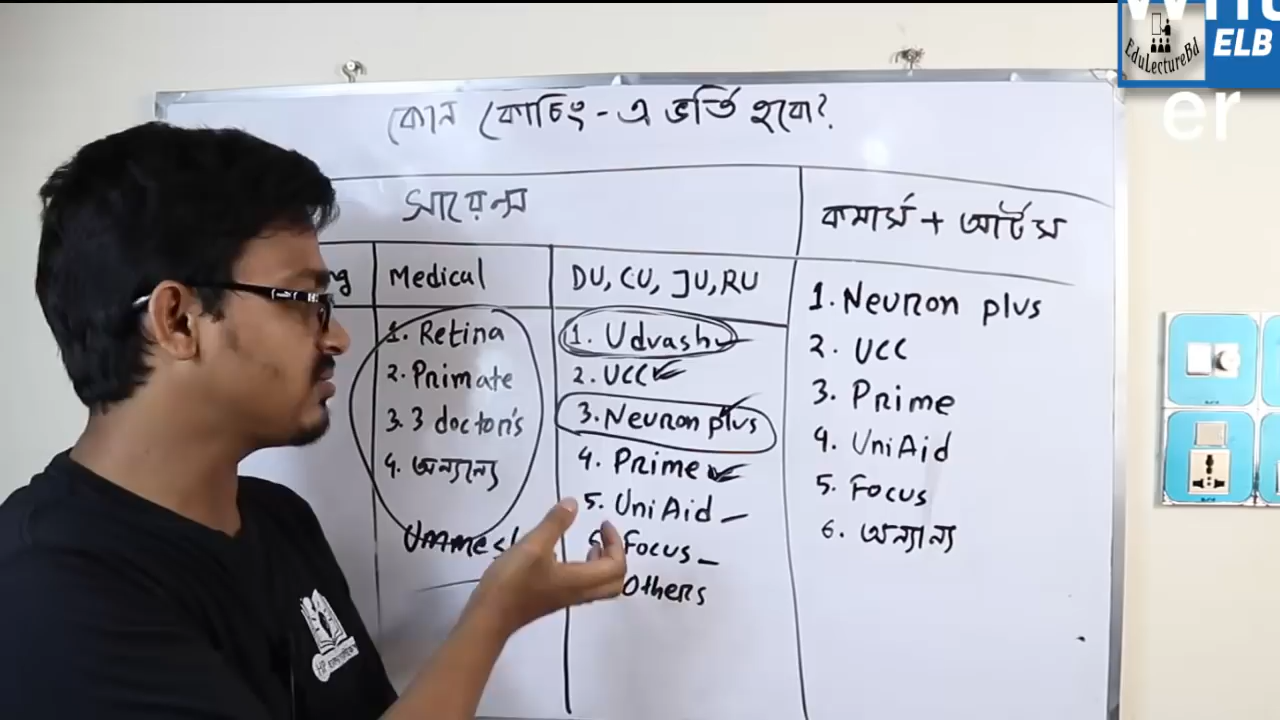 ELB
EduLectureBd
er
কোন কোচিং - এ ভর্তি হবো?
সায়েন্স
কমার্স + আর্টস
ng
Medical
DU, CU, JU, RU
1. Retina
2. Primate
3. 3 doctor's
4. অন্যান্য
1. Udvash
2. UCC
3. Neuron plus
4. Prime
5. UniAid
Focus
Others
1. Neuron plus
2. UCC
3. Prime
4. UniAid
5. Focus
6. অন্যান্য